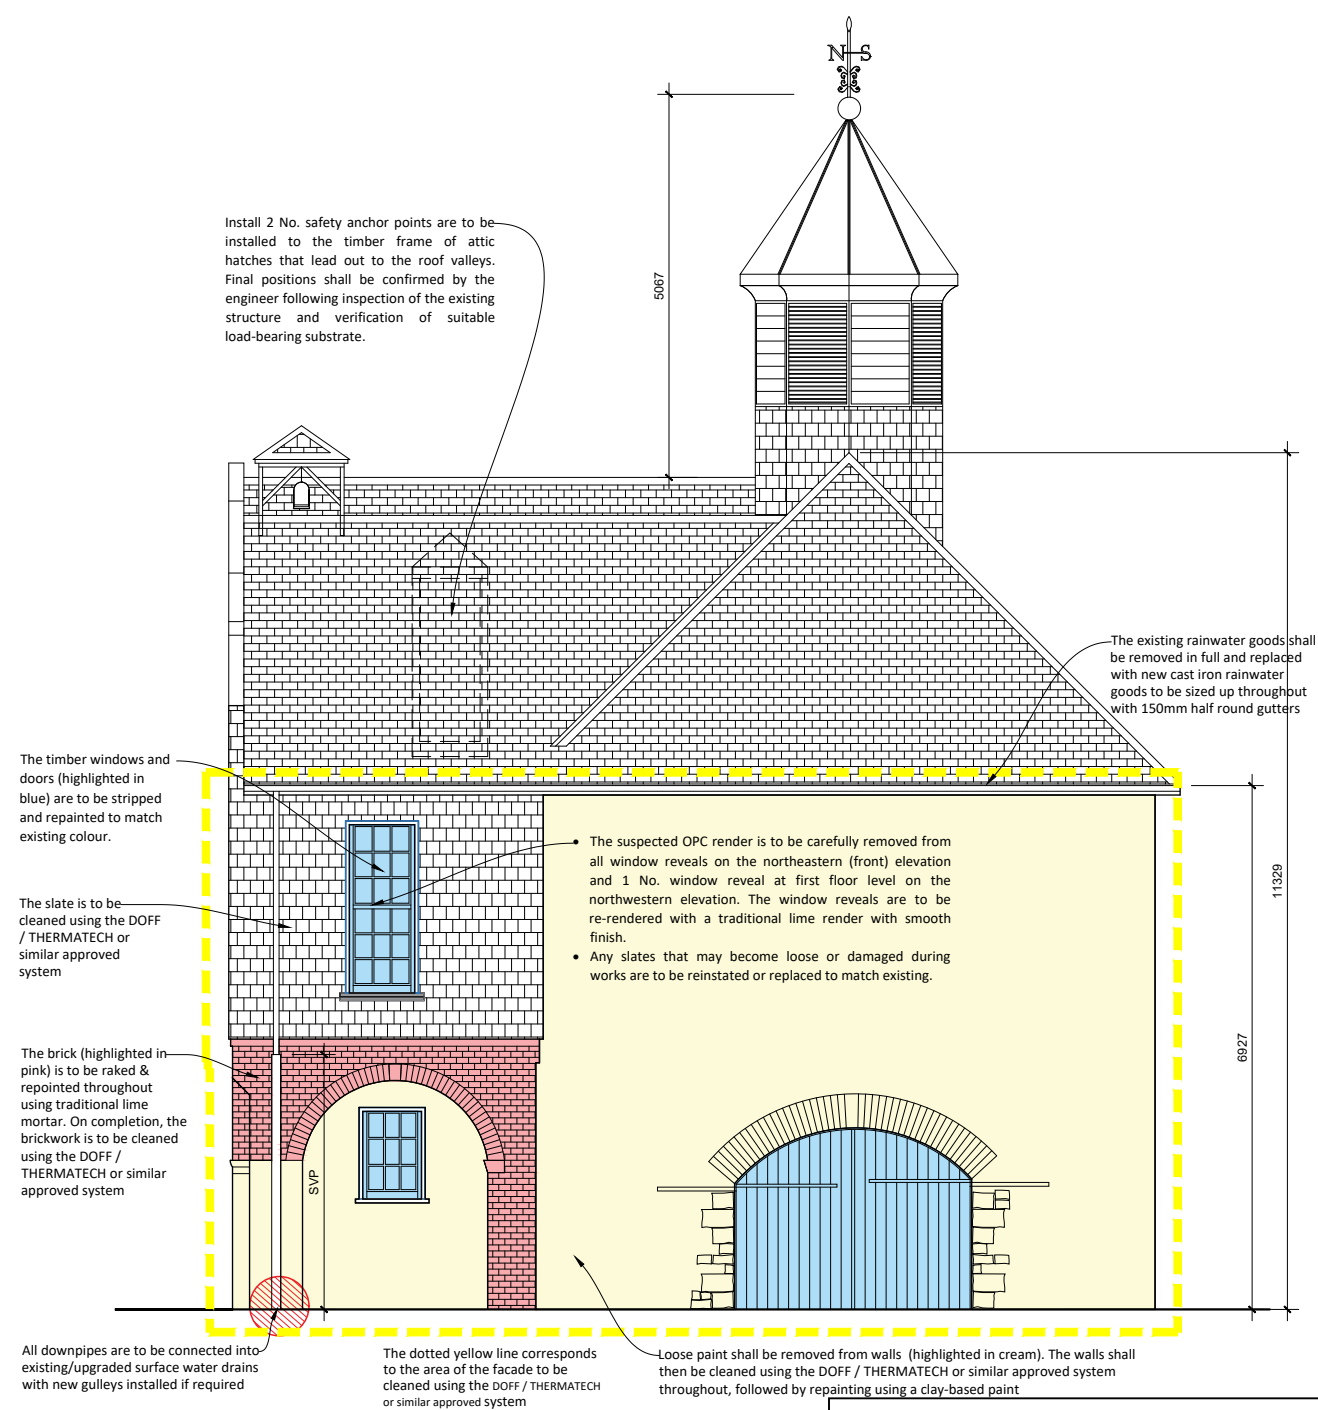 N S
5067
Install 2 No. safety anchor points are to be
installed to the timber frame of attic
hatches that lead out to the roof valleys.
Final positions shall be confirmed by the
engineer following inspection of the existing
structure and verification of suitable
load-bearing substrate.
The existing rainwater goods shall
be removed in full and replaced
with new cast iron rainwater
goods to be sized up throughout
with 150mm half round gutters
11329
6927
The timber windows and
doors (highlighted in
blue) are to be stripped
and repainted to match
existing colour.
• The suspected OPC render is to be carefully removed from
all window reveals on the northeastern (front) elevation
and 1 No. window reveal at first floor level on the
northwestern elevation. The window reveals are to be
re-rendered with a traditional lime render with smooth
finish.
• Any slates that may become loose or damaged during
works are to be reinstated or replaced to match existing.
The slate is to be
cleaned using the DOFF
/ THERMATECH or
similar approved
system
The brick (highlighted in
pink) is to be raked &
repointed throughout
using traditional lime
mortar. On completion, the
brickwork is to be cleaned
using the DOFF /
THERMATECH or similar
approved system
SVP
All downpipes are to be connected into
existing/upgraded surface water drains
with new gulleys installed if required
The dotted yellow line corresponds
to the area of the facade to be
cleaned using the DOFF / THERMATECH
or similar approved system
Loose paint shall be removed from walls (highlighted in cream). The walls shall
then be cleaned using the DOFF / THERMATECH or similar approved system
throughout, followed by repainting using a clay-based paint